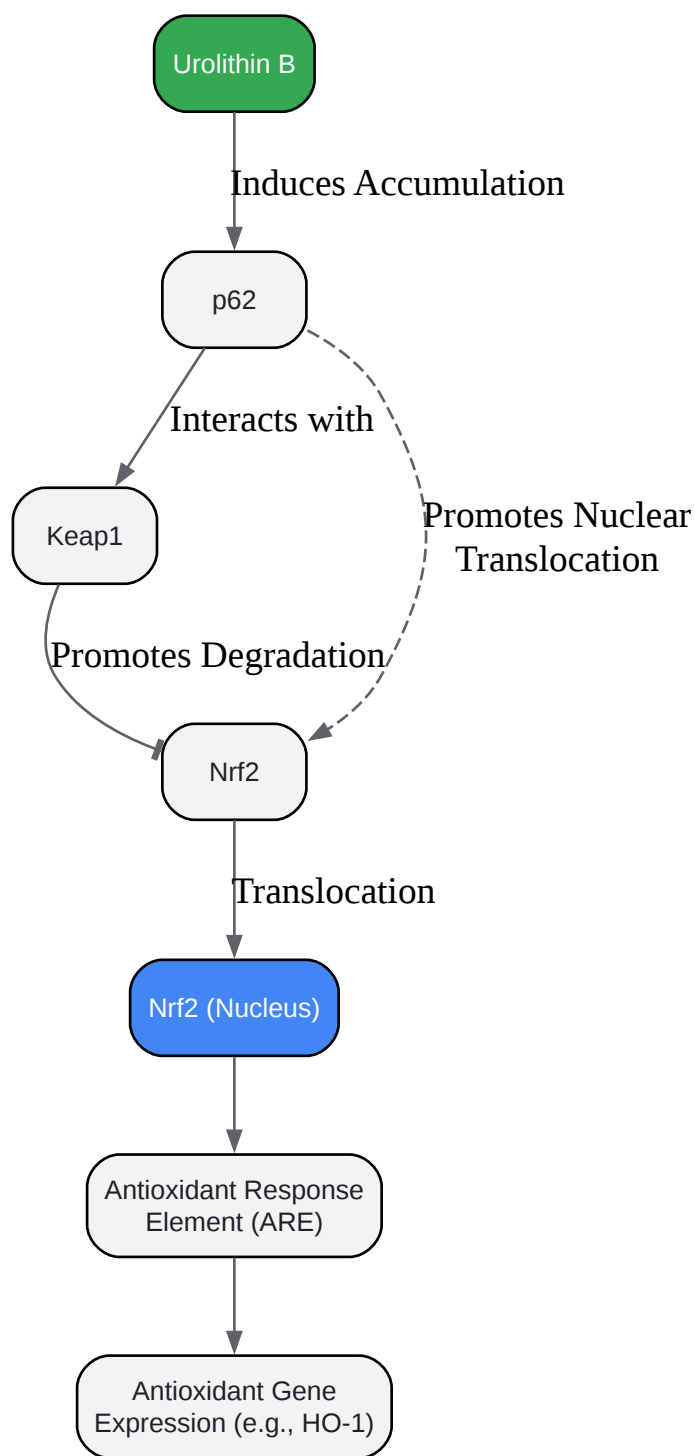 Urolithin B
Induces Accumulation
p62
Interacts with
Keap1
Promotes Nuclear
Translocation
Promotes Degradation
Nrf2
Translocation
Nrf2 (Nucleus)
Antioxidant Response
Element (ARE)
Antioxidant Gene
Expression (e.g., HO-1)